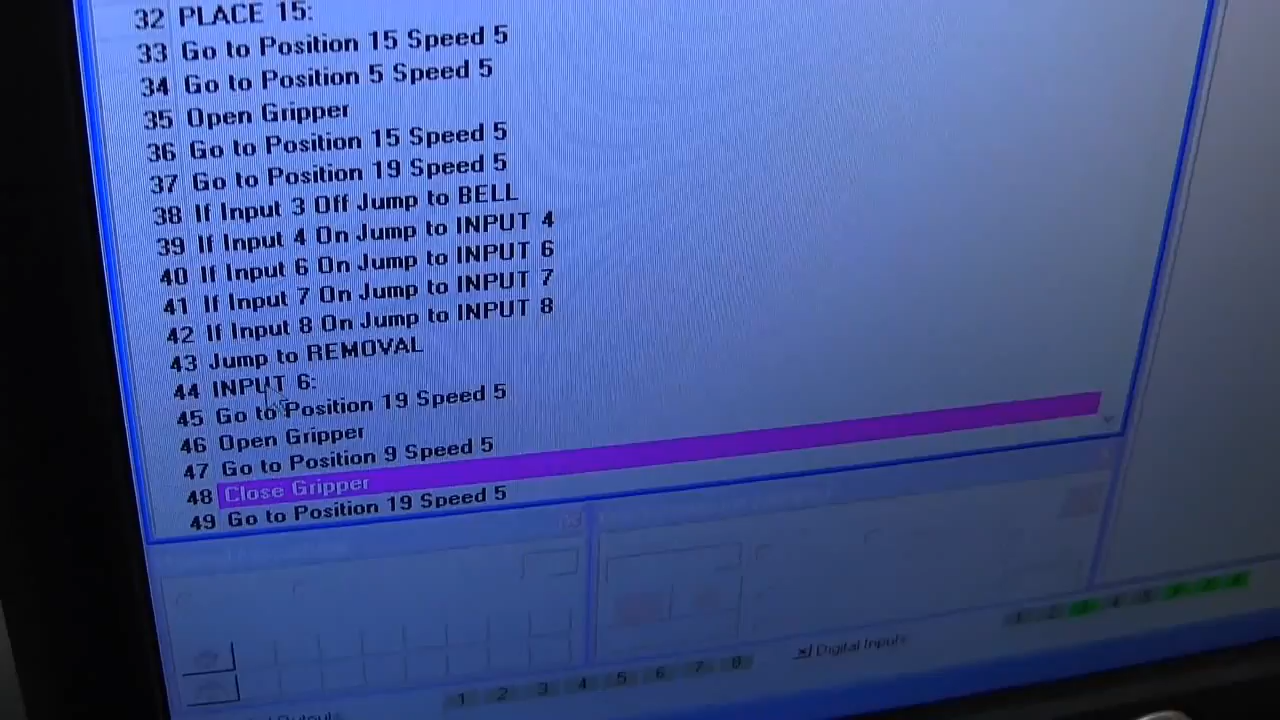 32 PLACE 15:
33 Go to Position 15 Speed 5
34 Go to Position 5 Speed 5
35 Open Gripper
36 Go to Position 15 Speed 5
37 Go to Position 19 Speed 5
38 If Input 3 Off Jump to BELL
39 If Input 4 On Jump to INPUT 4
40 If Input 6 On Jump to INPUT 6
41 If Input 7 On Jump to INPUT 7
42 If Input 8 On Jump to INPUT 8
43 Jump to REMOVAL
44 INPUT 6:
45 Go to Position 19 Speed 5
46 Open Gripper
47 Go to Position 9 Speed 5
48 Close Gripper
49 Go to Position 19 Speed 5
1 2 3 4 5 6 7 8
Digital Inputs